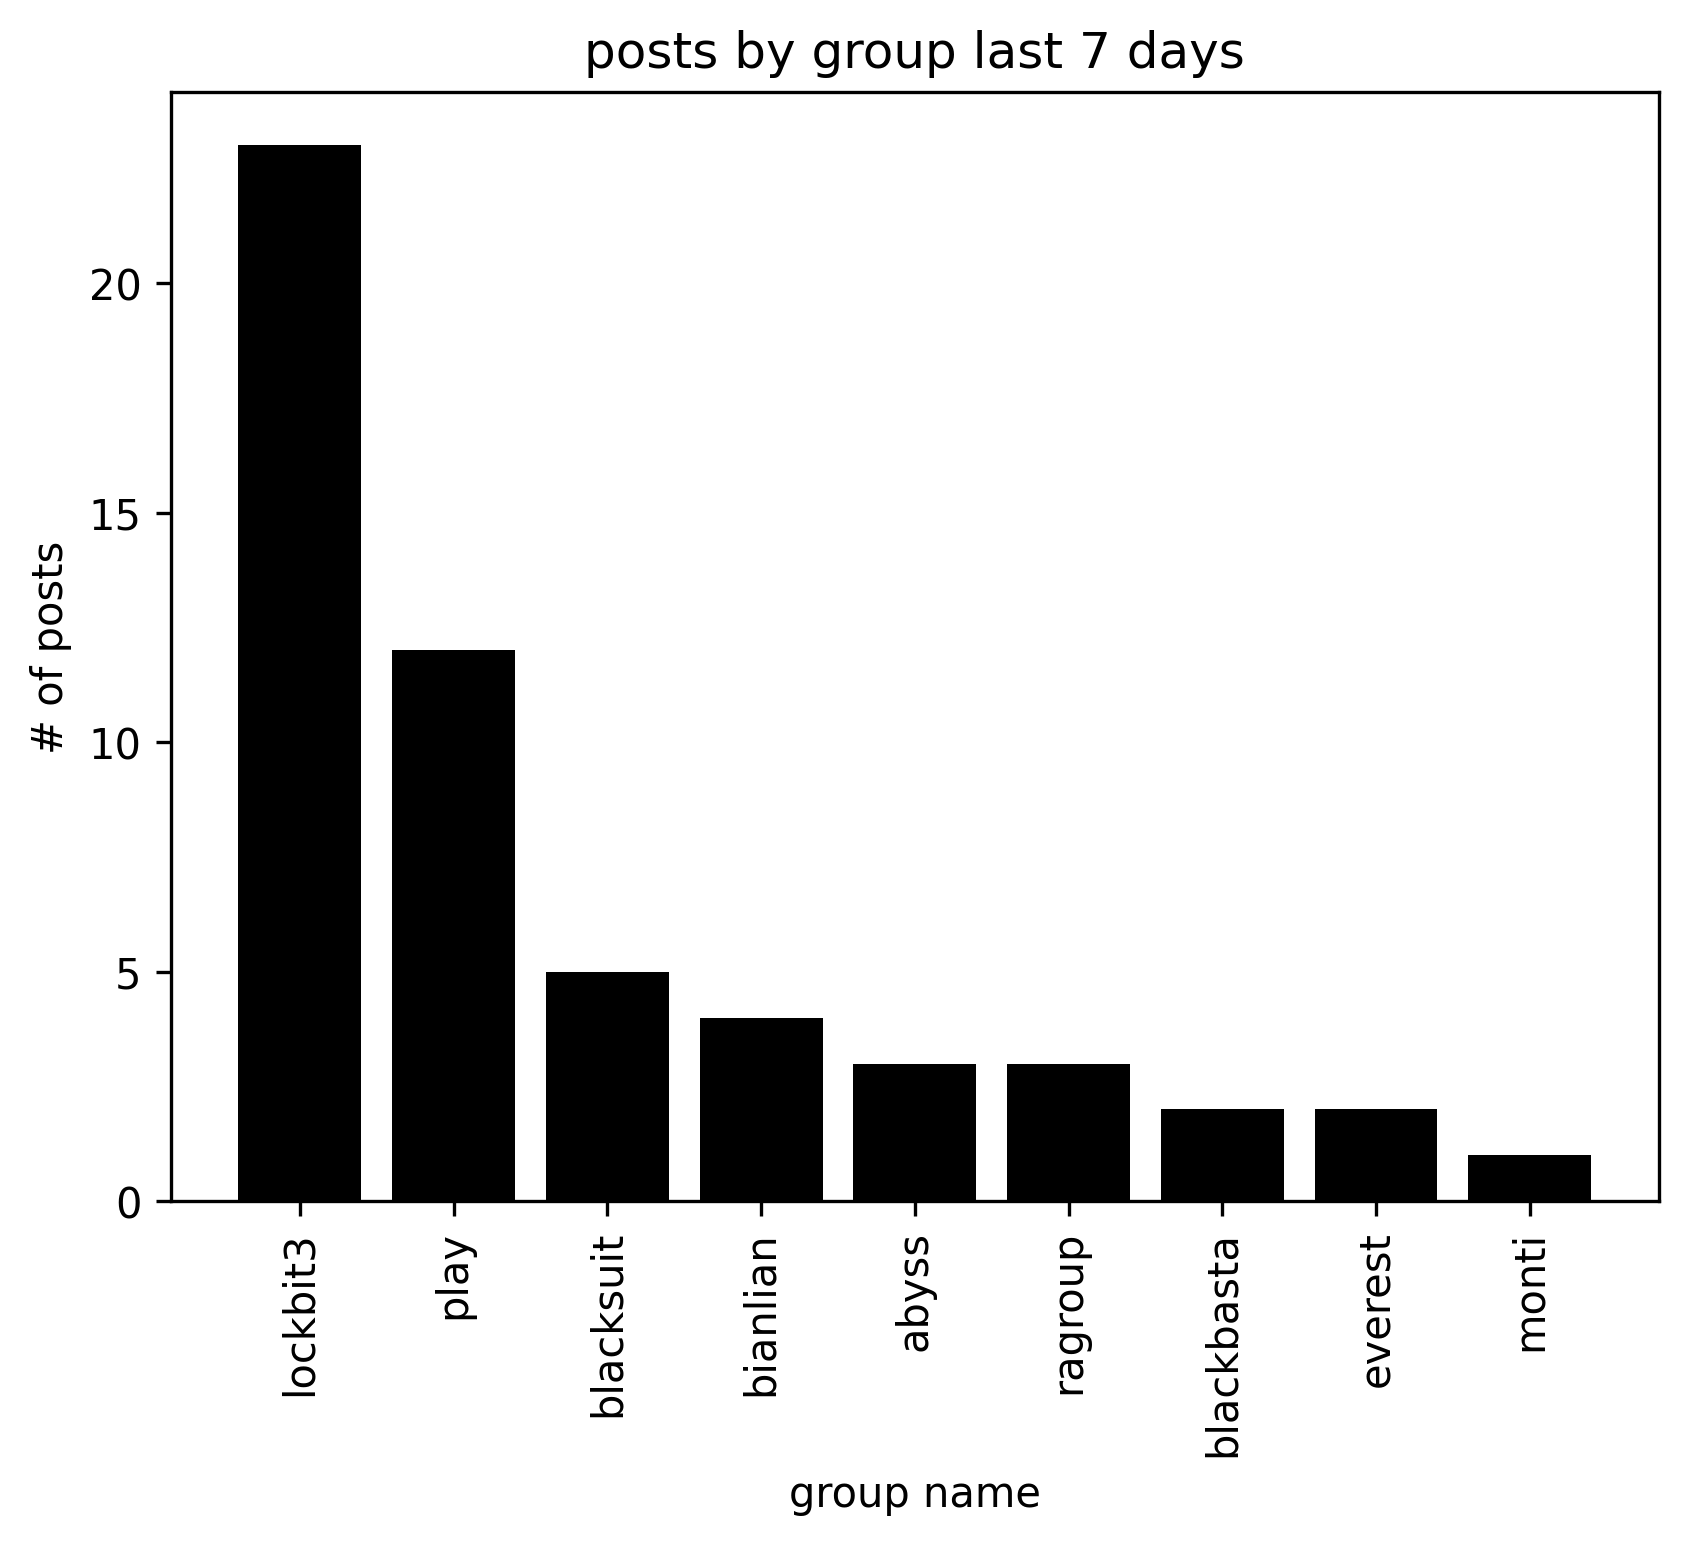 posts by group last 7 days
# of posts
20
15
10
5
0
lockbit3
play
blacksuit
bianlian
abyss
ragroup
blackbasta
everest
monti
group name